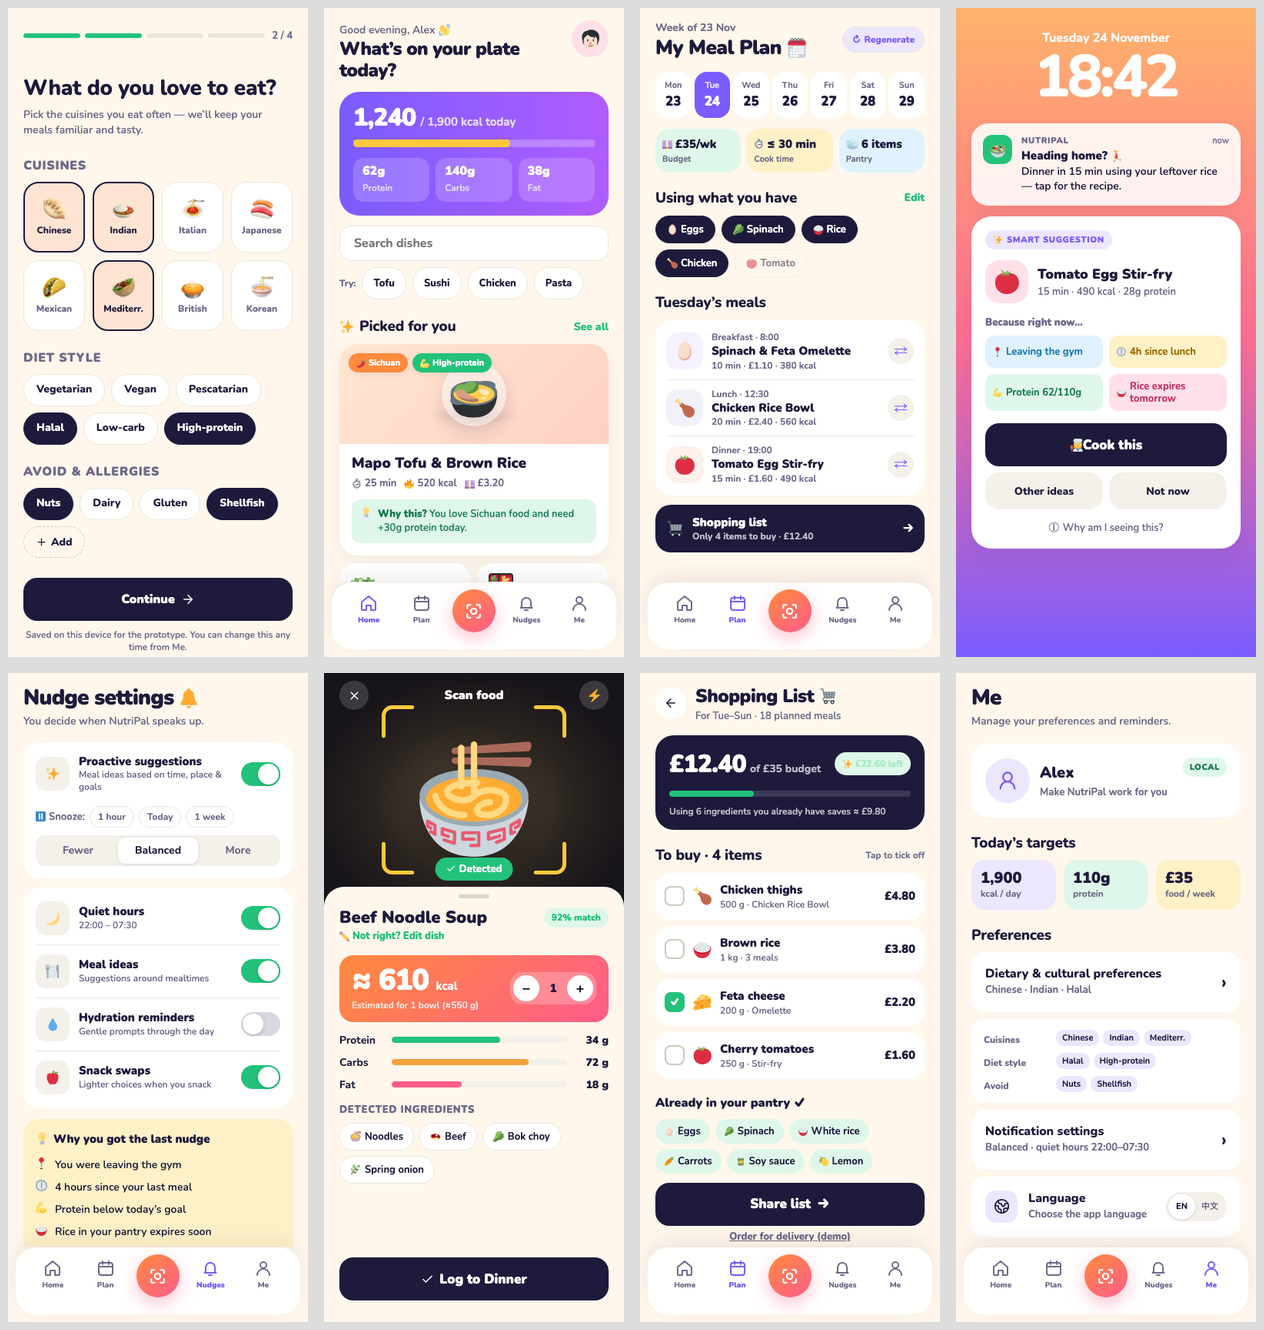 2 / 4
What do you love to eat?
Pick the cuisines you eat often — we'll keep your
meals familiar and tasty.
CUISINES
Chinese
Indian
Italian
Japanese
Mexican
Mediterr.
British
Korean
DIET STYLE
Vegetarian
Vegan
Pescatarian
Halal
Low-carb
High-protein
AVOID & ALLERGIES
Nuts
Dairy
Gluten
Shellfish
+ Add
Continue →
Saved on this device for the prototype. You can change this any
time from Me.
Good evening, Alex
What's on your plate
today?
1,240 / 1,900 kcal today
62g
Protein
140g
Carbs
38g
Fat
Search dishes
Try:
Tofu
Sushi
Chicken
Pasta
Picked for you
See all
Sichuan
High-protein
Mapo Tofu & Brown Rice
25 min
520 kcal
£3.20
Why this? You love Sichuan food and need
+30g protein today.
Home
Plan
Nudges
Me
Week of 23 Nov
My Meal Plan
Regenerate
Mon
23
Tue
24
Wed
25
Thu
26
Fri
27
Sat
28
Sun
29
£35/wk
Budget
≤ 30 min
Cook time
6 items
Pantry
Using what you have
Edit
Eggs
Spinach
Rice
Chicken
Tomato
Tuesday's meals
Breakfast · 8:00
Spinach & Feta Omelette
10 min · £1.10 · 380 kcal
Lunch · 12:30
Chicken Rice Bowl
20 min · £2.40 · 560 kcal
Dinner · 19:00
Tomato Egg Stir-fry
15 min · £1.60 · 490 kcal
Shopping list
Only 4 items to buy · £12.40
→
Home
Plan
Nudges
Me
Tuesday 24 November
18:42
NUTRIPAL
now
Heading home?
Dinner in 15 min using your leftover rice
— tap for the recipe.
SMART SUGGESTION
Tomato Egg Stir-fry
15 min · 490 kcal · 28g protein
Because right now...
Leaving the gym
4h since lunch
Protein 62/110g
Rice expires
tomorrow
Cook this
Other ideas
Not now
Why am I seeing this?
Nudge settings
You decide when NutriPal speaks up.
Proactive suggestions
Meal ideas based on time, place &
goals
Snooze:
1 hour
Today
1 week
Fewer
Balanced
More
Quiet hours
22:00 – 07:30
Meal ideas
Suggestions around mealtimes
Hydration reminders
Gentle prompts through the day
Snack swaps
Lighter choices when you snack
Why you got the last nudge
You were leaving the gym
4 hours since your last meal
Protein below today's goal
Rice in your pantry expires soon
Home
Plan
Nudges
Me
Scan food
✓ Detected
Beef Noodle Soup
92% match
Not right? Edit dish
≈ 610 kcal
Estimated for 1 bowl (≈550 g)
− 1 +
Protein
34 g
Carbs
72 g
Fat
18 g
DETECTED INGREDIENTS
Noodles
Beef
Bok choy
Spring onion
✓ Log to Dinner
←
Shopping List
For Tue–Sun · 18 planned meals
£12.40 of £35 budget
£22.60 left
Using 6 ingredients you already have saves ≈ £9.80
To buy · 4 items
Tap to tick off
Chicken thighs
500 g · Chicken Rice Bowl
£4.80
Brown rice
1 kg · 3 meals
£3.80
Feta cheese
200 g · Omelette
£2.20
Cherry tomatoes
250 g · Stir-fry
£1.60
Already in your pantry ✓
Eggs
Spinach
White rice
Carrots
Soy sauce
Lemon
Share list →
Order for delivery (demo)
Home
Plan
Nudges
Me
Me
Manage your preferences and reminders.
Alex
Make NutriPal work for you
LOCAL
Today's targets
1,900
kcal / day
110g
protein
£35
food / week
Preferences
Dietary & cultural preferences
Chinese · Indian · Halal
›
Cuisines
Chinese
Indian
Mediterr.
Diet style
Halal
High-protein
Avoid
Nuts
Shellfish
Notification settings
Balanced · quiet hours 22:00–07:30
›
Language
Choose the app language
EN
中文
Home
Plan
Nudges
Me